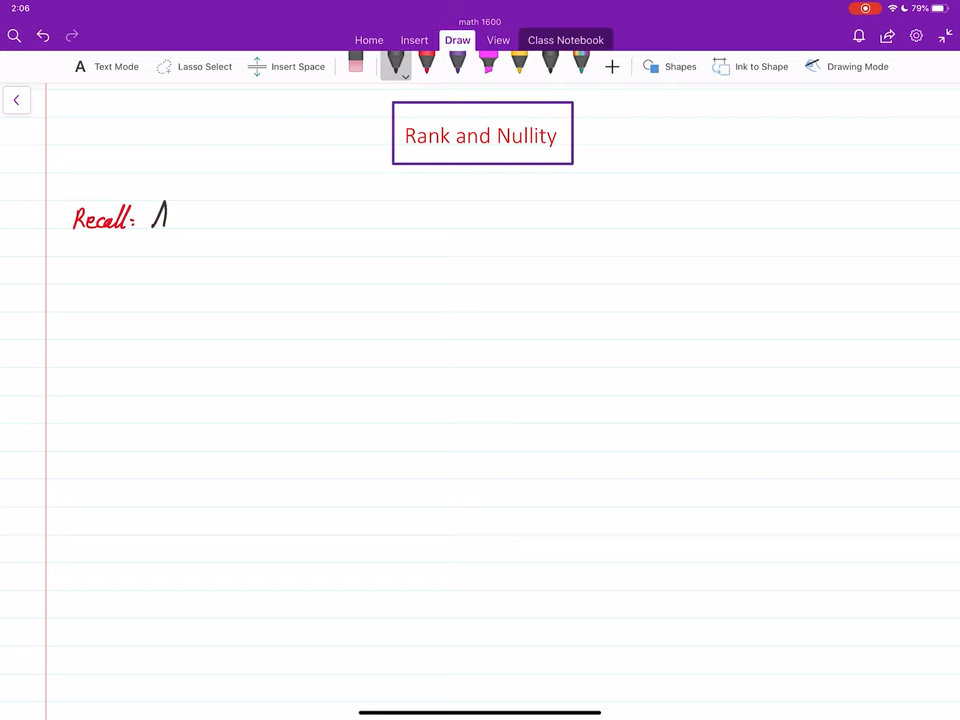 2:06
79%
math 1600
Home Insert Draw View Class Notebook
A Text Mode Lasso Select Insert Space Shapes Ink to Shape Drawing Mode
Rank and Nullity
Recall: